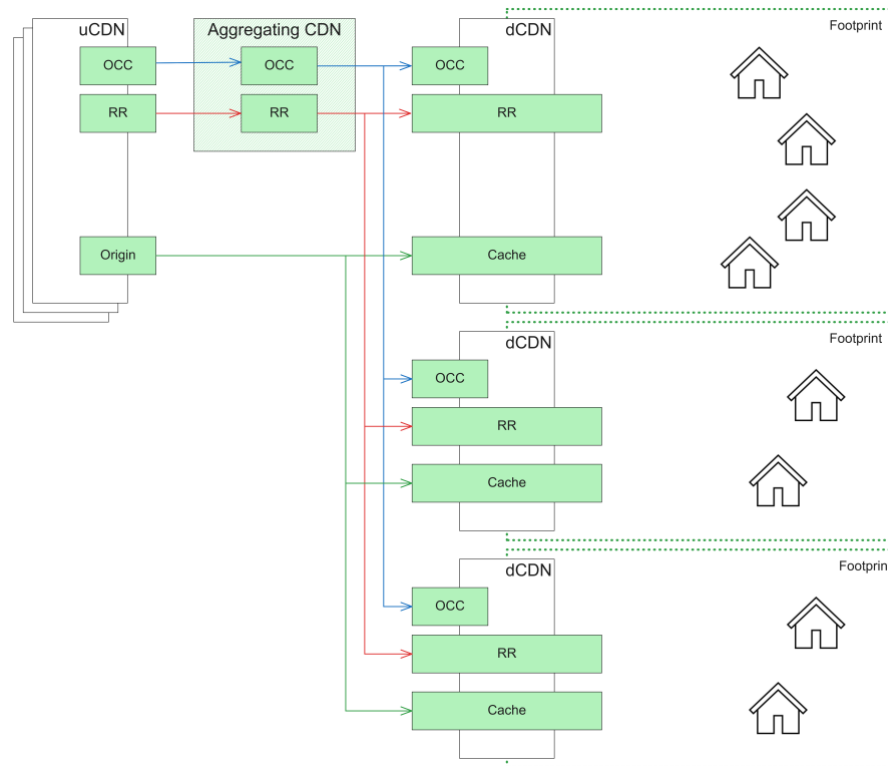 uCDN
Aggregating CDN
dCDN
Footprint
OCC
OCC
OCC
RR
RR
RR
Origin
Cache
dCDN
Footprint
OCC
RR
Cache
dCDN
Footprin
OCC
RR
Cache